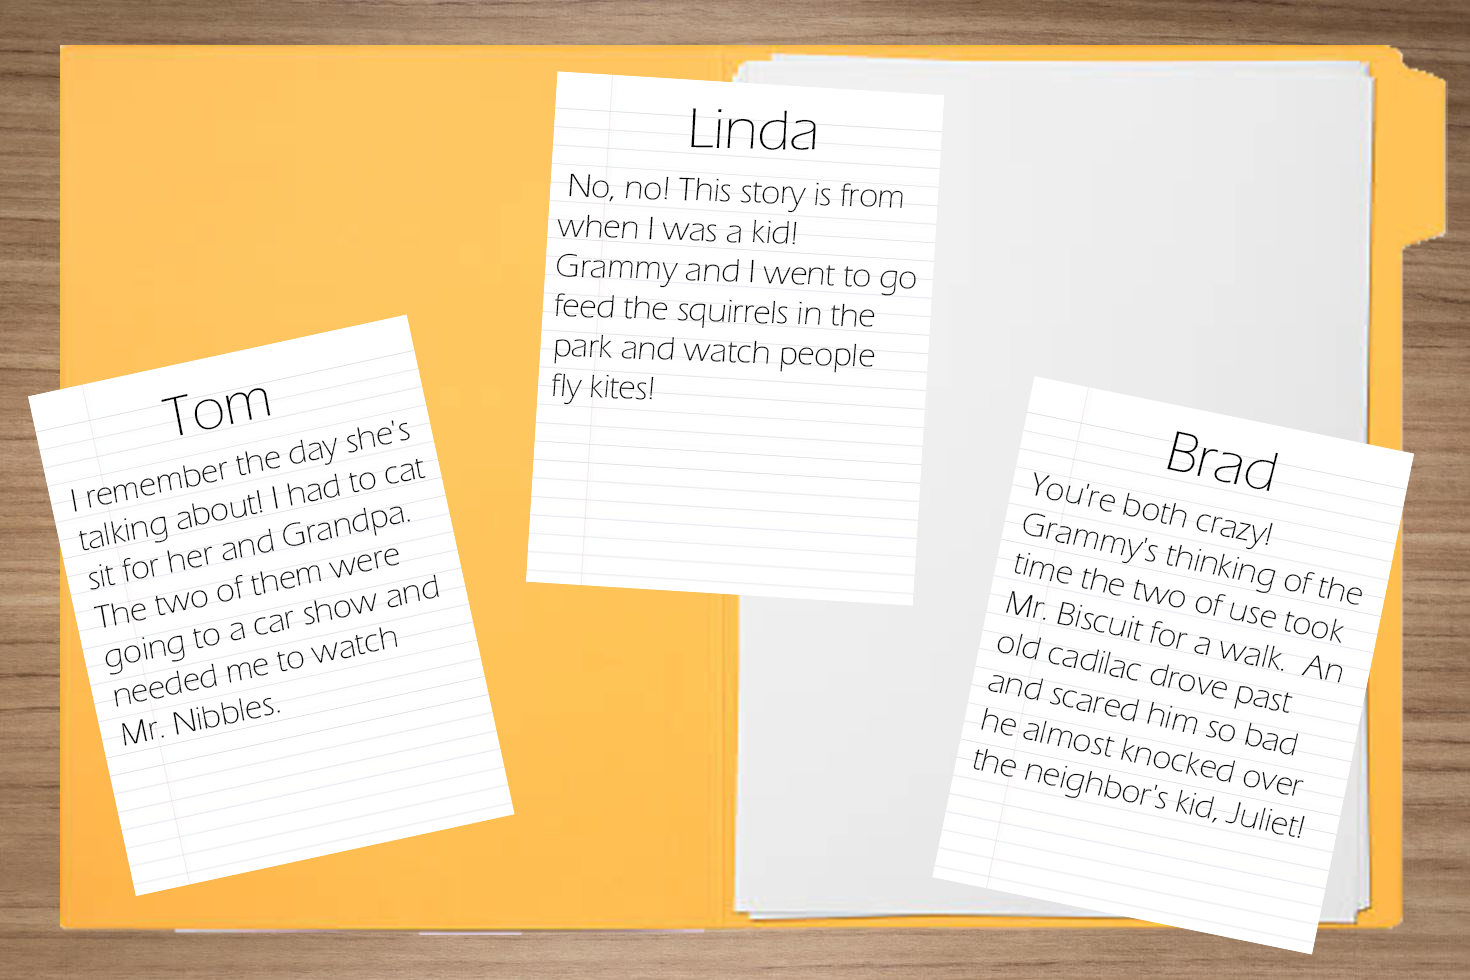 Tom
I remember the day she's
talking about! I had to cat
sit for her and Grandpa.
The two of them were
going to a car show and
needed me to watch
Mr. Nibbles.
Linda
No, no! This story is from
when I was a kid!
Grammy and I went to go
feed the squirrels in the
park and watch people
fly kites!
Brad
You're both crazy!
Grammy's thinking of the
time the two of use took
Mr. Biscuit for a walk.  An
old cadilac drove past
and scared him so bad
he almost knocked over
the neighbor's kid, Juliet!